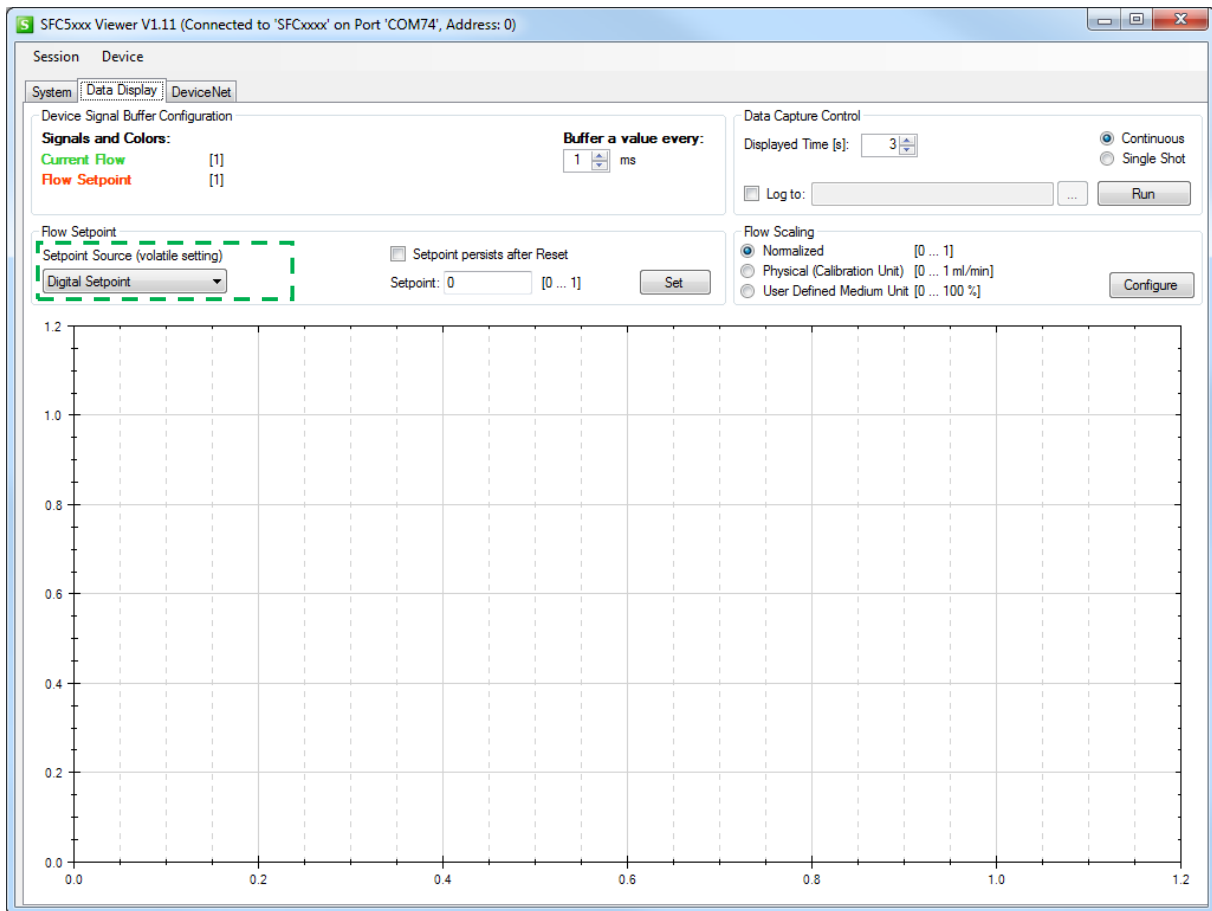 SFC5xxx Viewer V1.11 (Connected to 'SFCxxxx' on Port 'COM74', Address: 0)
Session Device
System Data Display DeviceNet
Device Signal Buffer Configuration
Signals and Colors:
Buffer a value every:
Current Flow [1]
1 ms
Flow Setpoint [1]
Data Capture Control
Displayed Time [s]: 3
Continuous
Single Shot
Log to: ... Run
Flow Setpoint
Setpoint Source (volatile setting)
Digital Setpoint
Setpoint persists after Reset
Setpoint: 0 [0 ... 1] Set
Flow Scaling
Normalized [0 ... 1]
Physical (Calibration Unit) [0 ... 1 ml/min]
User Defined Medium Unit [0 ... 100 %]
Configure
1.2
1.0
0.8
0.6
0.4
0.2
0.0
0.0 0.2 0.4 0.6 0.8 1.0 1.2